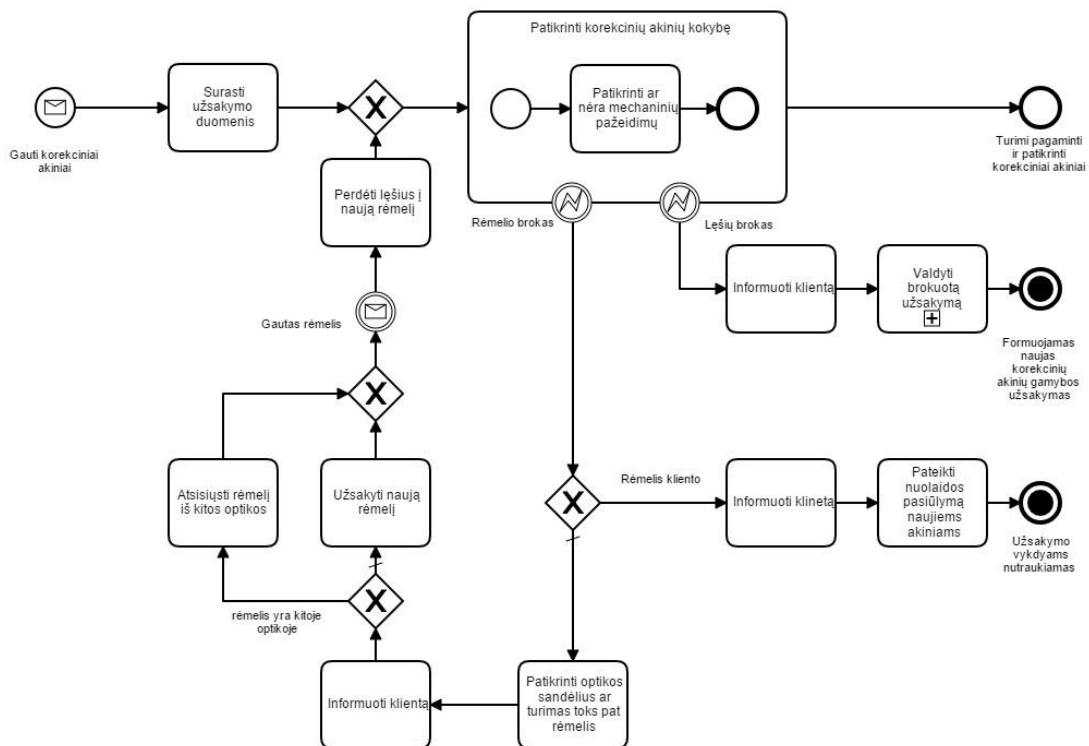 Patikrinti korekcinių akinių kokybę
Surasti
užsakymo
duomenis
Patikrinti ar
nėra mechaninių
pažeidimų
Gauti korekciniai
akiniai
Turimi pagaminti
ir patikrinti
korekciniai akiniai
Perdėti lęšius į
naują rėmelį
Rėmelio brokas
Lęšių brokas
Informuoti klientą
Valdyti
brokuotą
užsakymą
Gautas rėmelis
Formuojamas
naujas
korekcinių
akinių gamybos
užsakymas
Atsisiųsti rėmelį
iš kitos optikos
Užsakyti naują
rėmelį
Rėmelis kliento
Informuoti klinetą
Pateikti
nuolaidos
pasiūlymą
naujiems
akiniams
Užsakymo
vykdyams
nutraukiamas
rėmelis yra kitoje
optikoje
Informuoti klientą
Patikrinti optikos
sandėlius ar
turimas toks pat
rėmelis